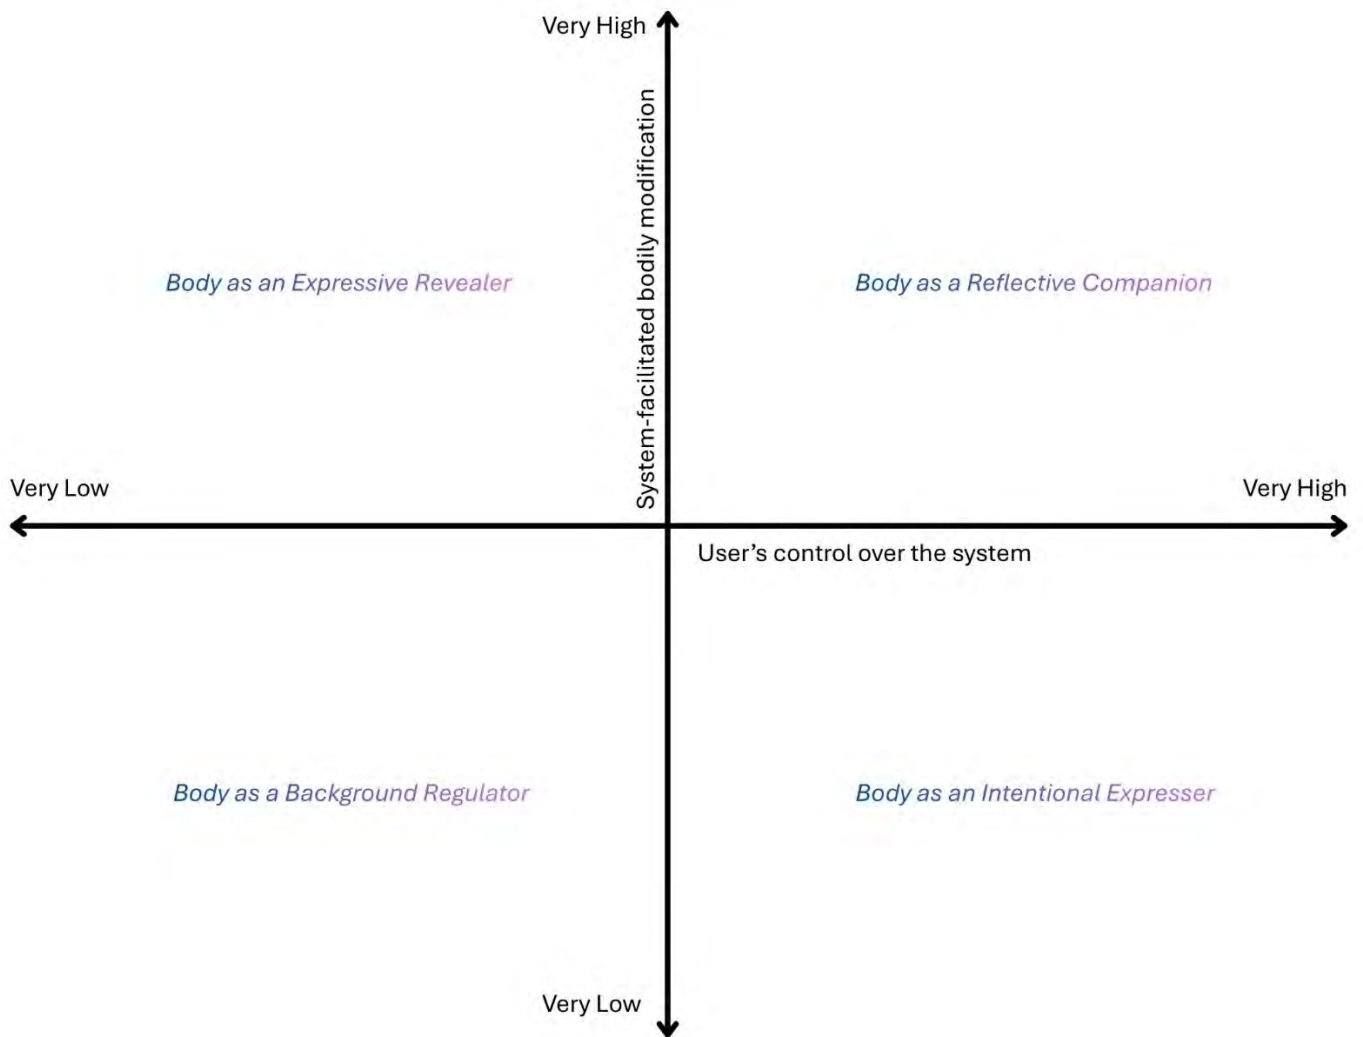 Very High
System-facilitated bodily modification
Body as an Expressive Revealer
Body as a Reflective Companion
Very Low
Very High
User’s control over the system
Body as a Background Regulator
Body as an Intentional Expresser
Very Low